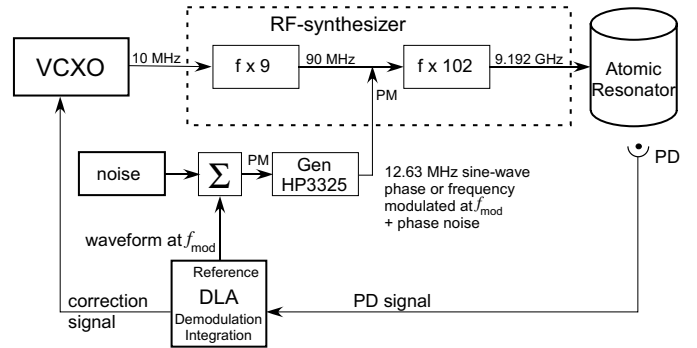 RF-synthesizer
VCXO
10 MHz
f x 9
90 MHz
f x 102
9.192 GHz
Atomic
Resonator
PM
PD
noise
Σ
PM
Gen
HP3325
12.63 MHz sine-wave
phase or frequency
modulated at fmod
+ phase noise
waveform at fmod
Reference
DLA
Demodulation
Integration
correction
signal
PD signal